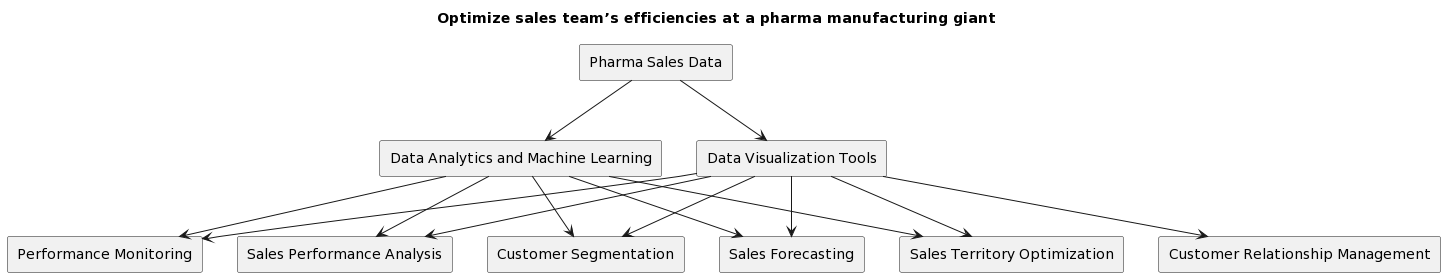 Optimize sales team’s efficiencies at a pharma manufacturing giant
Pharma Sales Data
Data Analytics and Machine Learning
Data Visualization Tools
Performance Monitoring
Sales Performance Analysis
Customer Segmentation
Sales Forecasting
Sales Territory Optimization
Customer Relationship Management